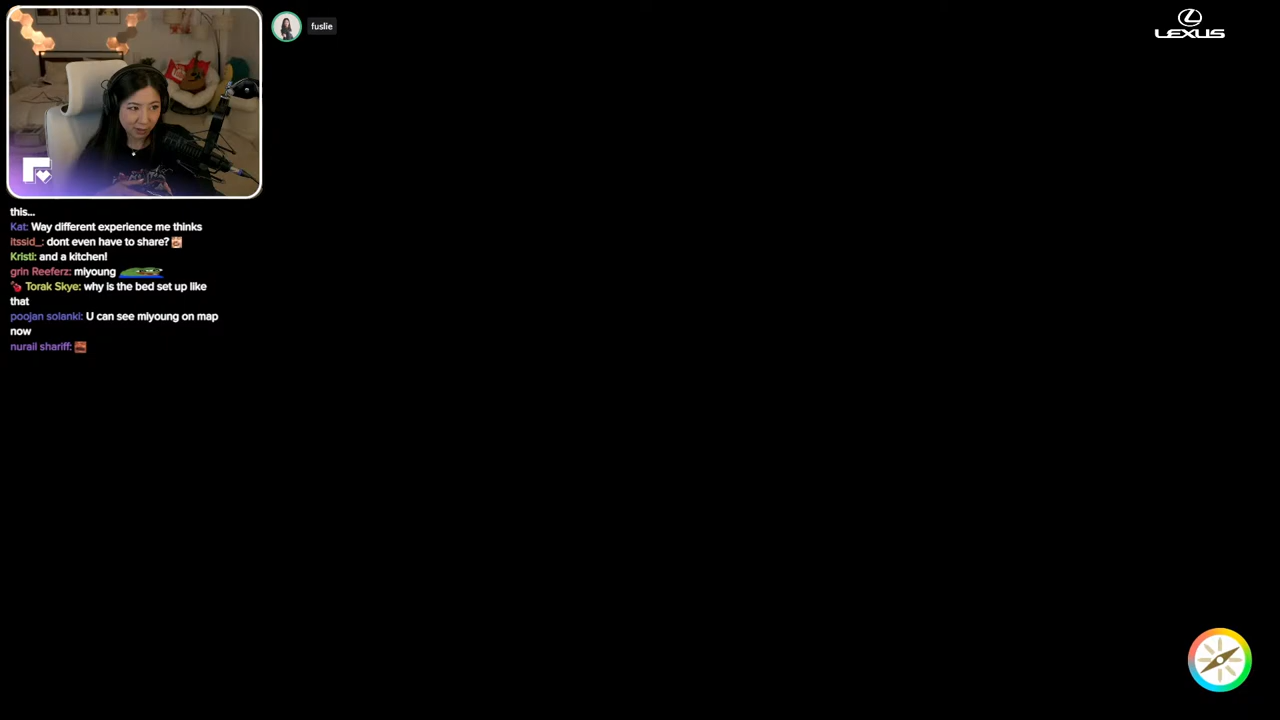 fuslie
LEXUS
this...
Kat: Way different experience me thinks
itssid_: dont even have to share?
Kristi: and a kitchen!
grin Reeferz: miyoung
Torak Skye: why is the bed set up like
that
poojan solanki: U can see miyoung on map
now
nurail shariff: